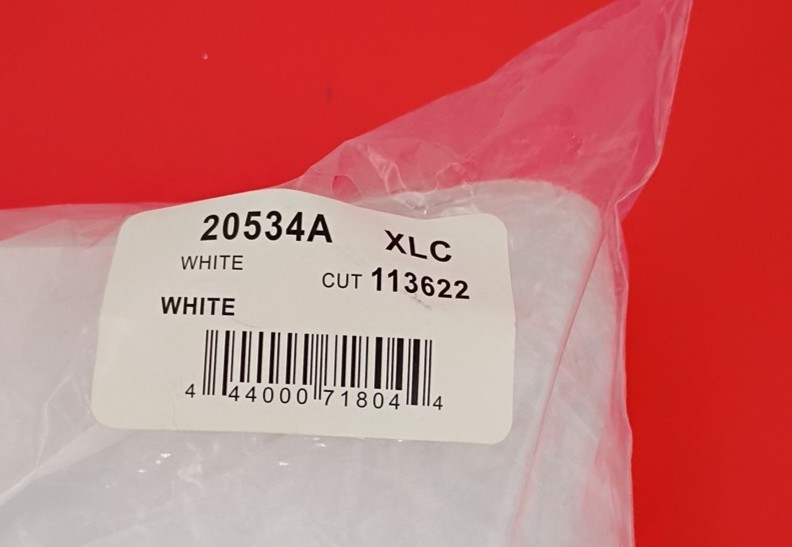 20534A XLC
WHITE CUT 113622
WHITE
4 44000 71804 4